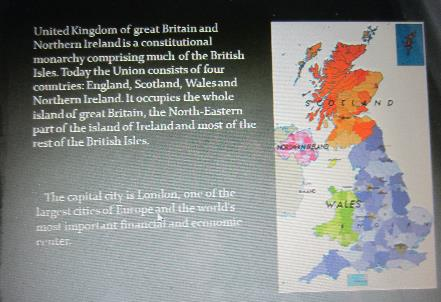 United Kingdom of great Britain and
Northern Ireland is a constitutional
monarchy comprising much of the British
Isles. Today the Union consists of four
countries: England, Scotland, Wales and
Northern Ireland. It occupies the whole
island of great Britain, the North-Eastern
part of the island of Ireland and most of the
rest of the British Isles.
The capital city is London, one of the
largest cities of Europe and the world's
most important financial and economic
center.
SCOTLAND
NORTHERN IRELAND
WALES